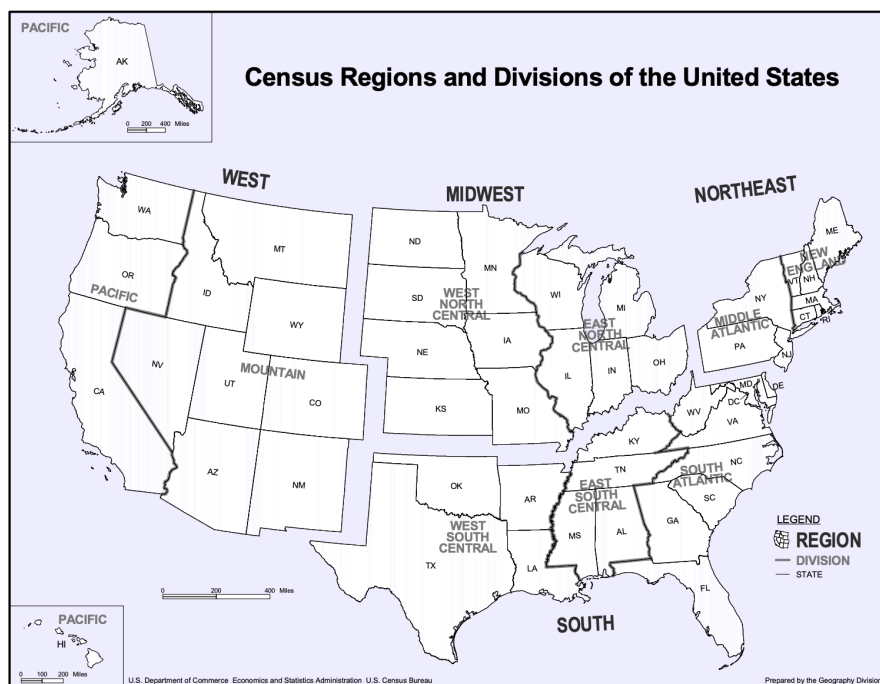 PACIFIC
AK
0 200 400 Miles
Census Regions and Divisions of the United States
WEST
MIDWEST
NORTHEAST
WA
MT
OR
ID
PACIFIC
WY
NV
UT
MOUNTAIN
CO
CA
AZ
NM
ND
MN
SD
WEST
NORTH
CENTRAL
NE
IA
KS
MO
WI
MI
EAST
NORTH
CENTRAL
IL
IN
OH
ME
NEW
ENGLAND
VT
NH
NY
MA
CT
RI
MIDDLE
ATLANTIC
PA
NJ
OK
AR
WEST
SOUTH
CENTRAL
TX
LA
KY
TN
EAST
SOUTH
CENTRAL
MS
AL
MD
DE
DC
WV
VA
NC
SOUTH
ATLANTIC
SC
GA
FL
SOUTH
LEGEND
REGION
DIVISION
STATE
0 200 400 Miles
PACIFIC
HI
0 100 200 Miles
U.S. Department of Commerce Economics and Statistics Administration U.S. Census Bureau
Prepared by the Geography Division